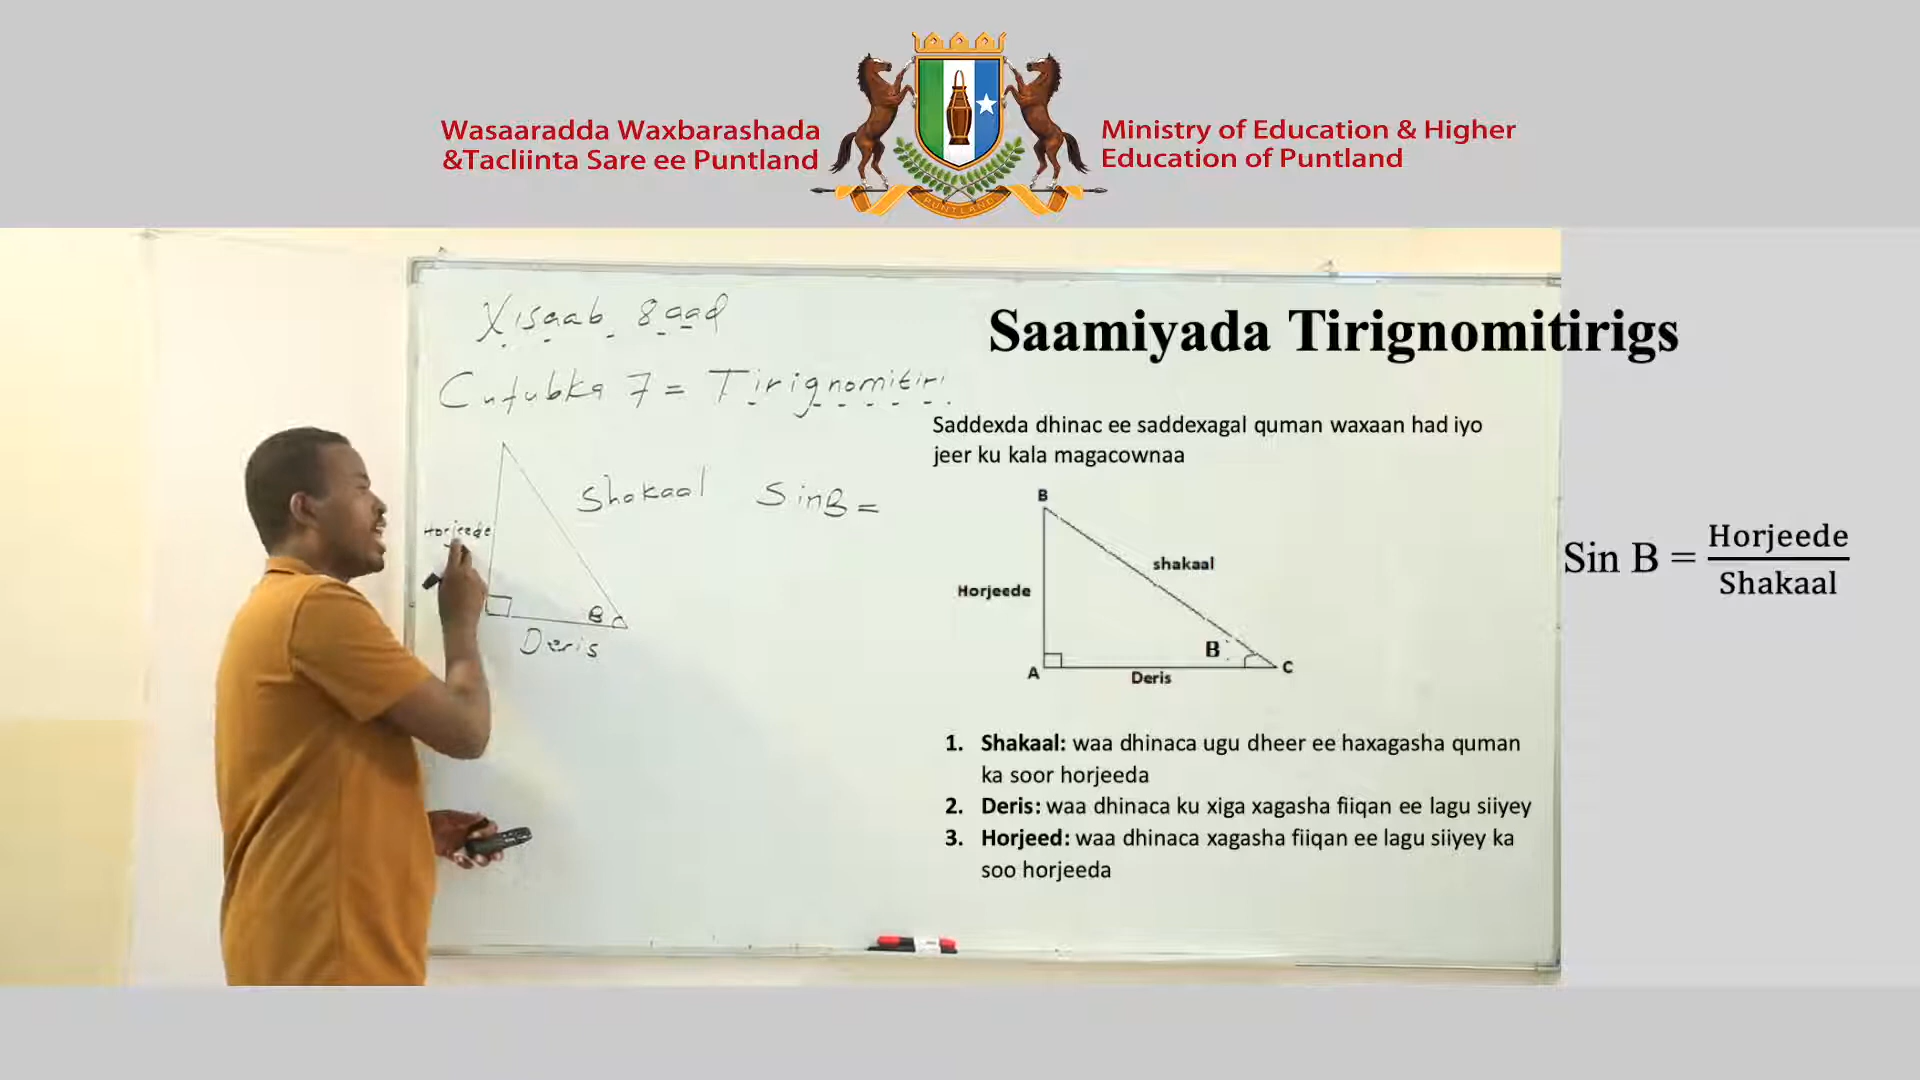 Wasaaradda Waxbarashada
&Tacliinta Sare ee Puntland
PUNTLAND
Ministry of Education & Higher
Education of Puntland
Xisaab 8aad
Cutubka 7 = Tirignomitiri
Horjeede
Shakaal
SinB =
B
Deris
Saamiyada Tirignomitirigs
Saddexda dhinac ee saddexagal quman waxaan had iyo
jeer ku kala magacownaa
B
shakaal
Horjeede
B
A
C
Deris
Sin B = Horjeede
Shakaal
1. Shakaal: waa dhinaca ugu dheer ee haxagasha quman
ka soor horjeeda
2. Deris: waa dhinaca ku xiga xagasha fiiqan ee lagu siiyey
3. Horjeed: waa dhinaca xagasha fiiqan ee lagu siiyey ka
soo horjeeda